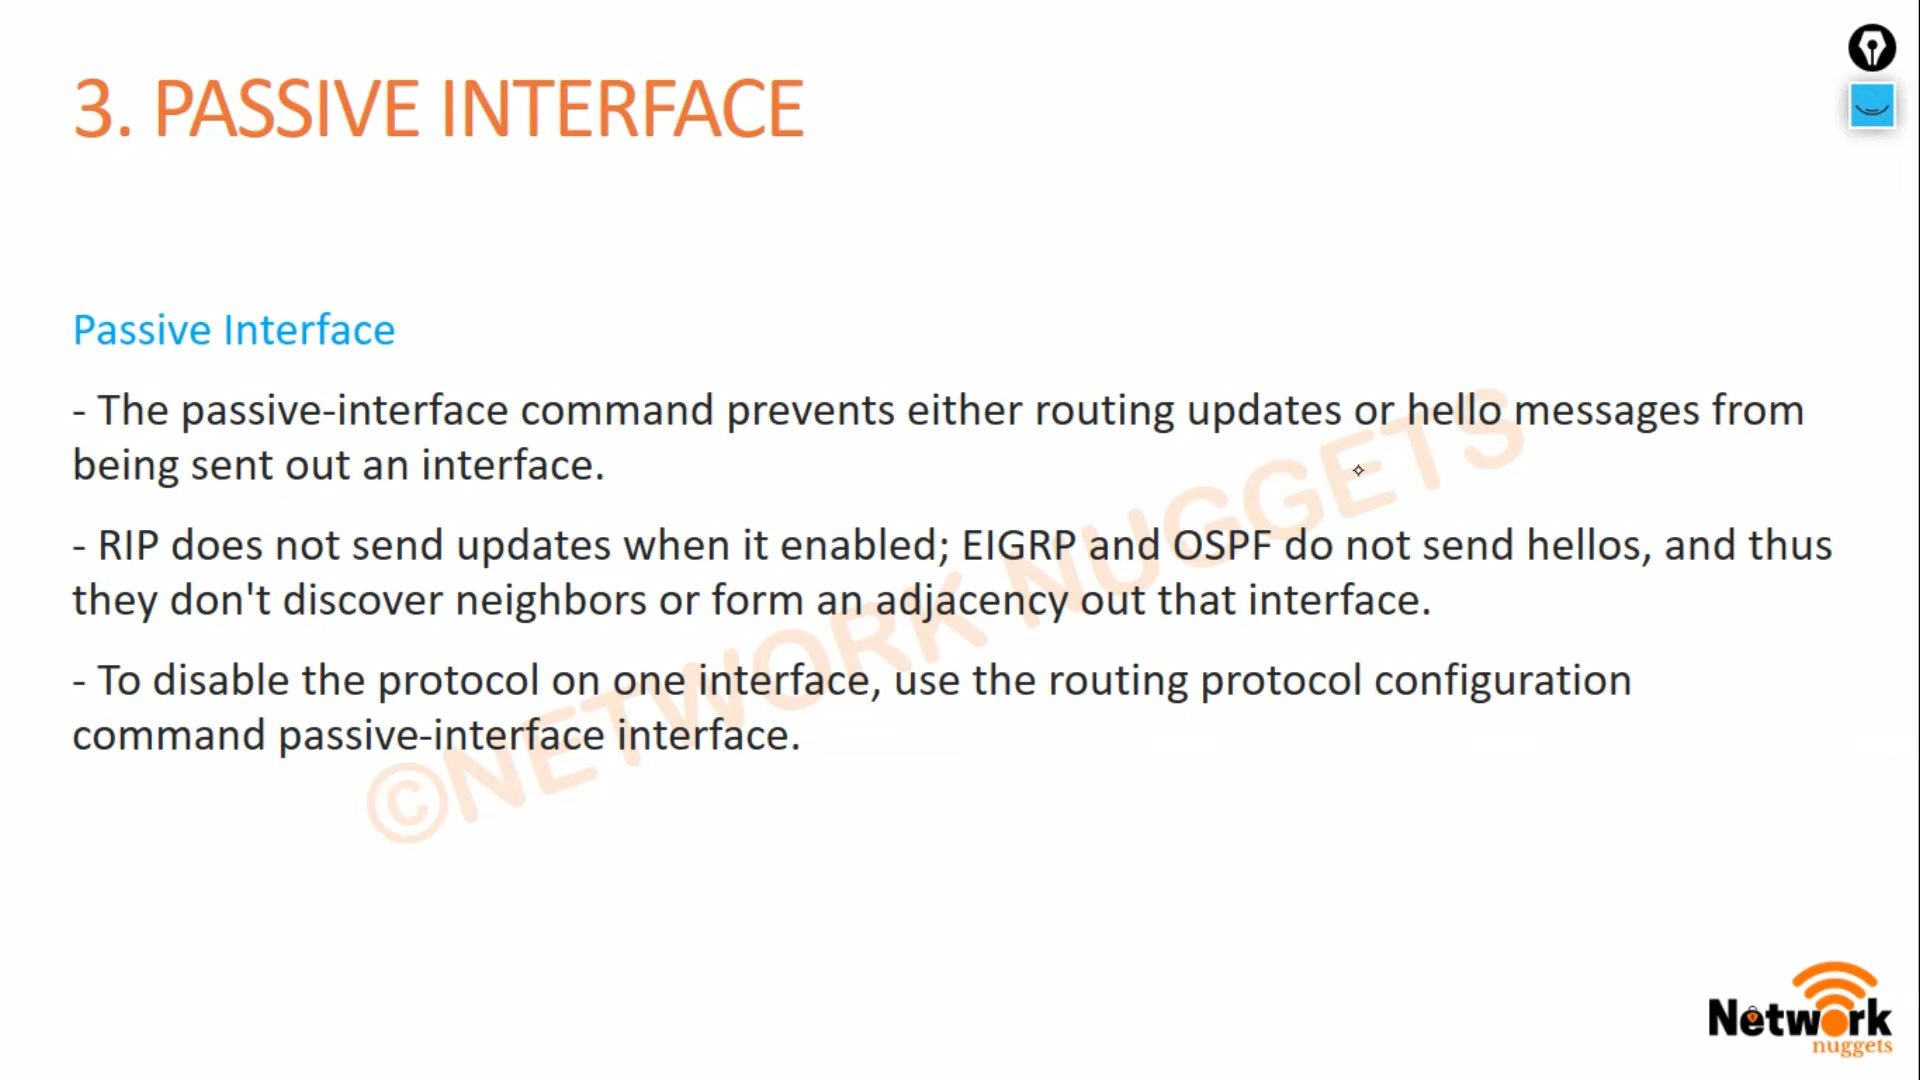 3. PASSIVE INTERFACE
Passive Interface
- The passive-interface command prevents either routing updates or hello messages from
being sent out an interface.
- RIP does not send updates when it enabled; EIGRP and OSPF do not send hellos, and thus
they don't discover neighbors or form an adjacency out that interface.
- To disable the protocol on one interface, use the routing protocol configuration
command passive-interface interface.
©NETWORK NUGGETS
Network
nuggets